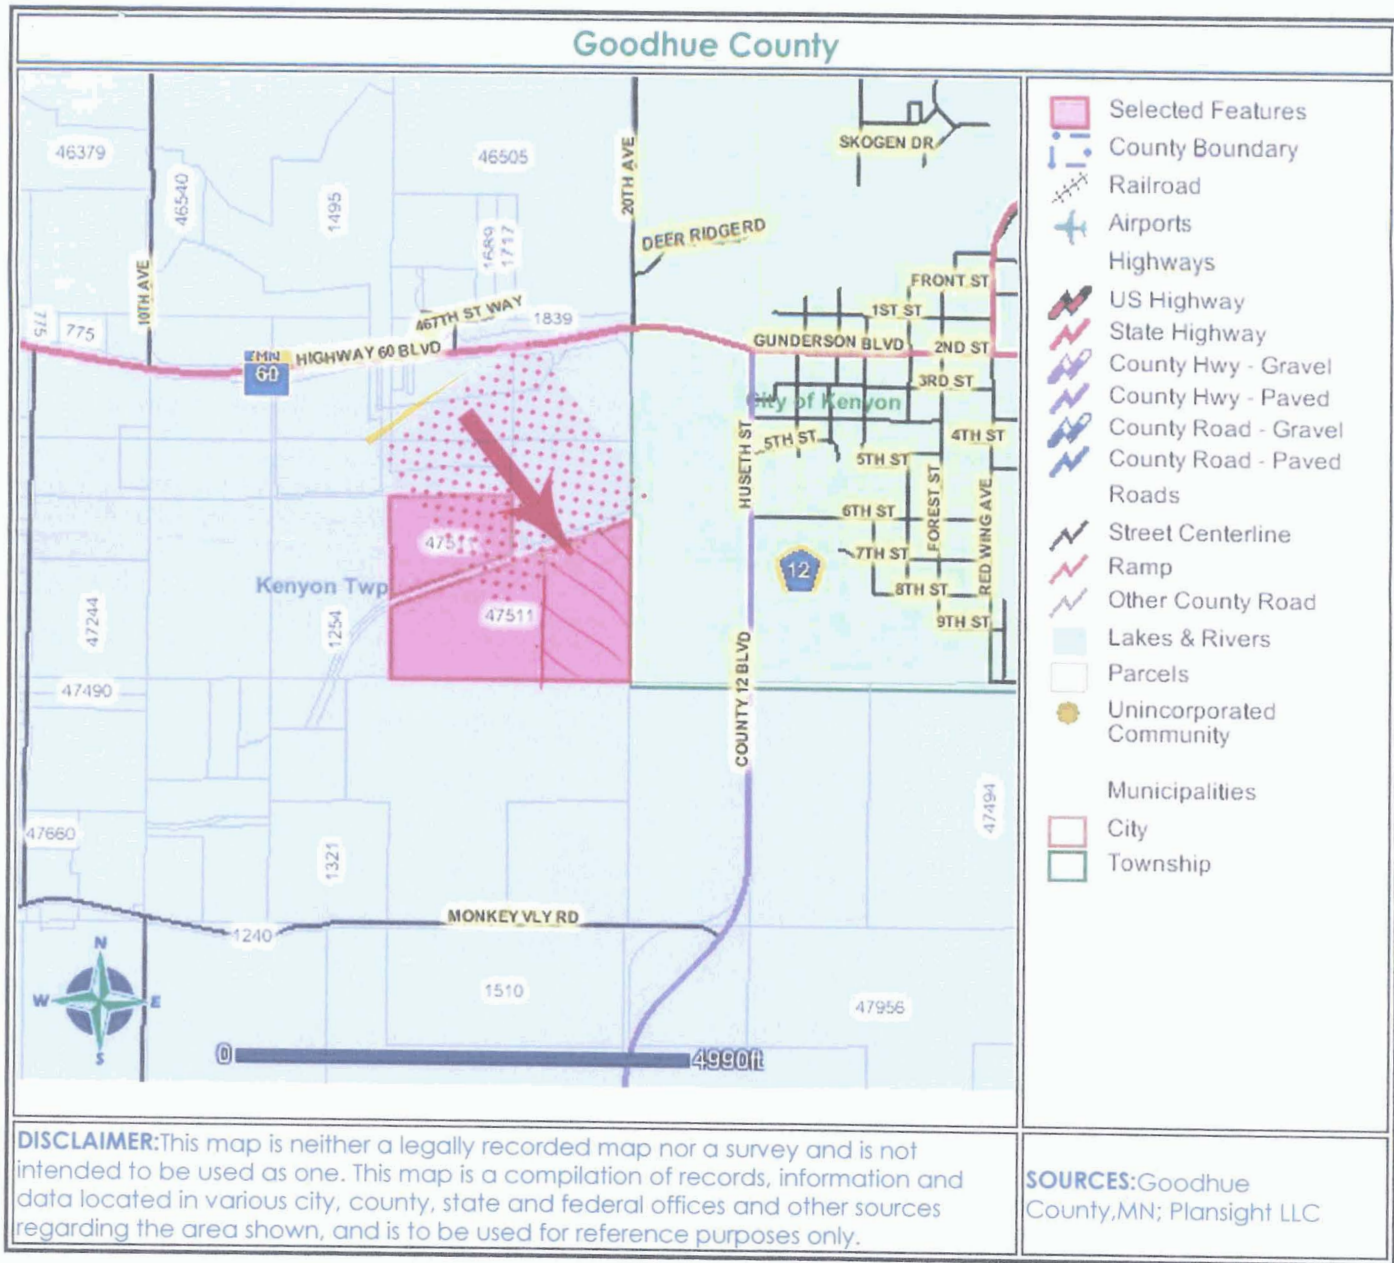 Goodhue County
46379
46540
1495
46505
1689
1717
20TH AVE
10TH AVE
SKOGEN DR
DEER RIDGE RD
467TH ST WAY
1839
775
775
MN
60
HIGHWAY 60 BLVD
FRONT ST
1ST ST
GUNDERSON BLVD
2ND ST
3RD ST
City of Kenyon
HUSETH ST
5TH ST
4TH ST
5TH ST
FOREST ST
RED WING AVE
6TH ST
7TH ST
12
8TH ST
9TH ST
Kenyon Twp
47511
47244
1254
47490
COUNTY 12 BLVD
47494
47660
1321
MONKEY VLY RD
1240
1510
47956
N
W
E
S
0
4990ft
Selected Features
County Boundary
Railroad
Airports
Highways
US Highway
State Highway
County Hwy - Gravel
County Hwy - Paved
County Road - Gravel
County Road - Paved
Roads
Street Centerline
Ramp
Other County Road
Lakes & Rivers
Parcels
Unincorporated
Community
Municipalities
City
Township
DISCLAIMER:This map is neither a legally recorded map nor a survey and is not
intended to be used as one. This map is a compilation of records, information and
data located in various city, county, state and federal offices and other sources
regarding the area shown, and is to be used for reference purposes only.
SOURCES:Goodhue
County,MN; Plansight LLC